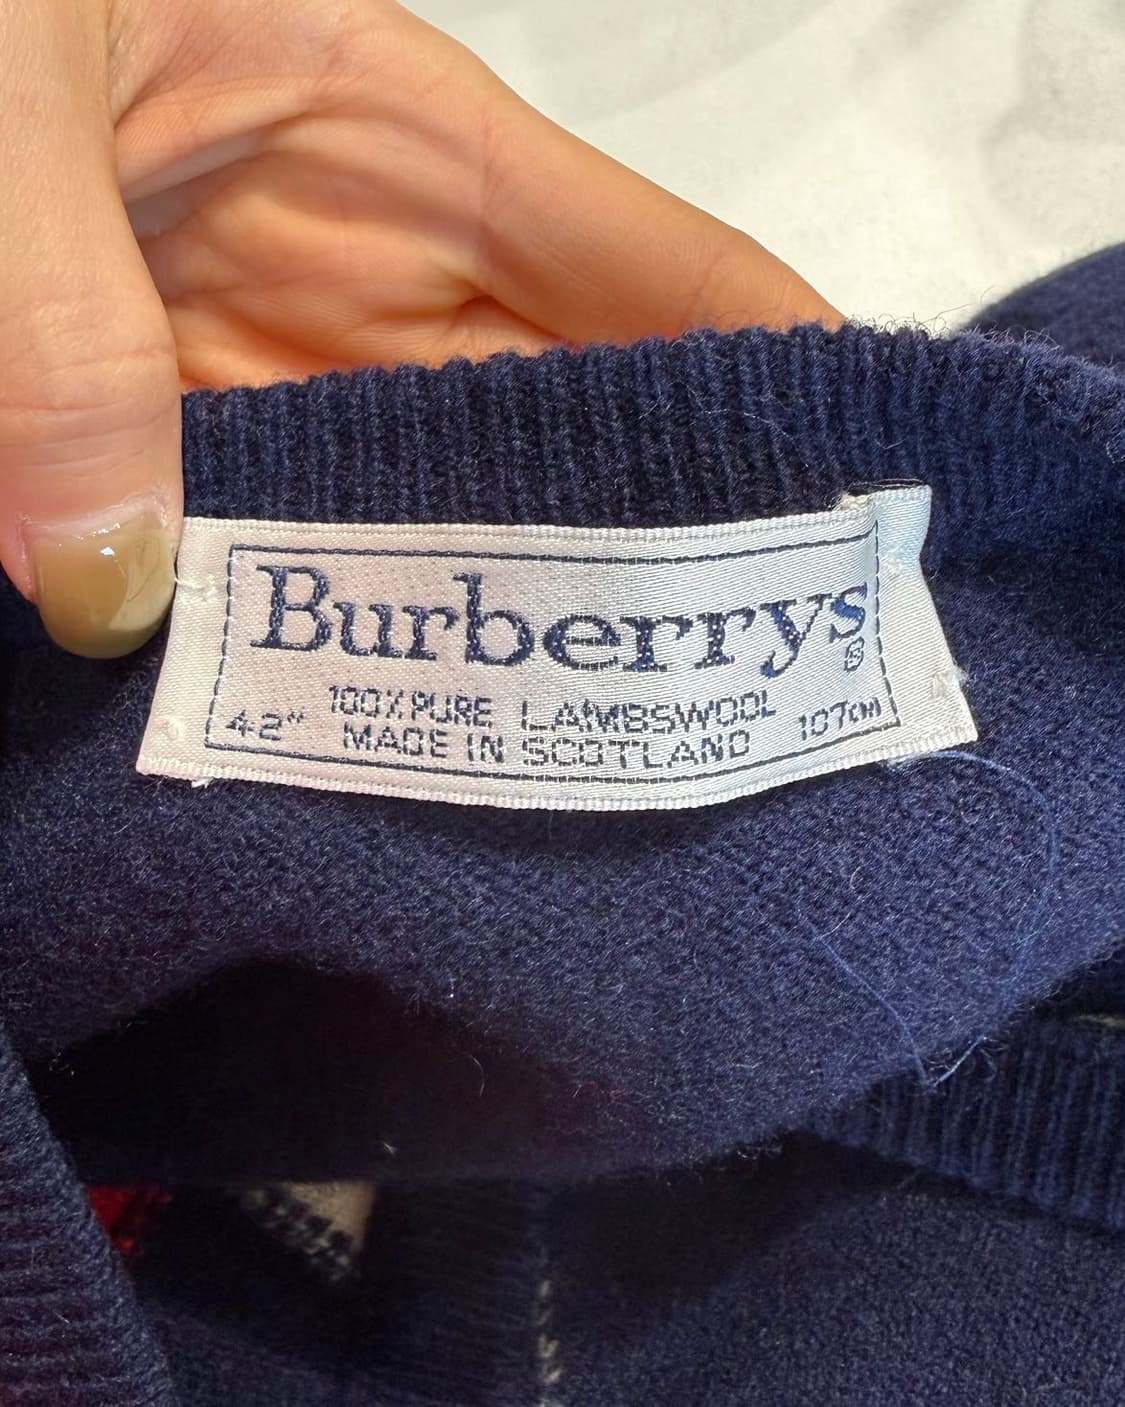 Burberrys
100% PURE LAMBSWOOL
42" MADE IN SCOTLAND 107cm